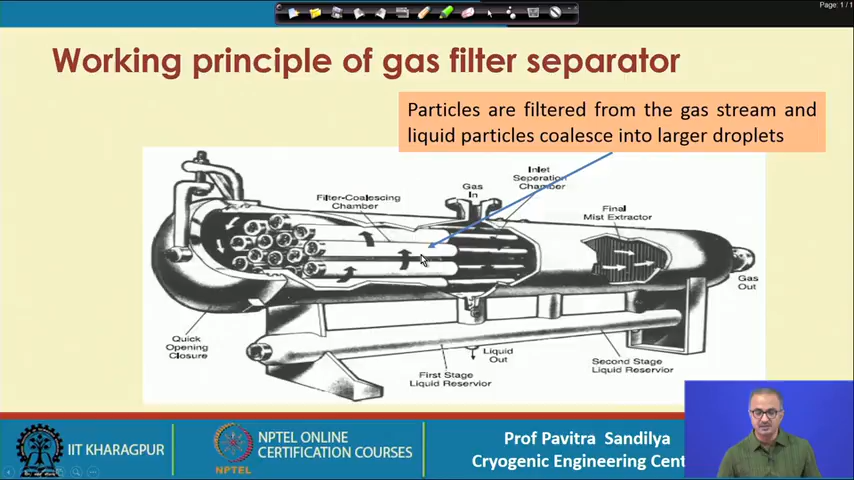 Page: 1 / 1
Working principle of gas filter separator
Particles are filtered from the gas stream and
liquid particles coalesce into larger droplets
Filter-Coalescing
Chamber
Gas
In
Inlet
Seperation
Chamber
Final
Mist Extractor
Gas
Out
Quick
Opening
Closure
First Stage
Liquid Reservior
Liquid
Out
Second Stage
Liquid Reservior
IIT KHARAGPUR
NPTEL
NPTEL ONLINE
CERTIFICATION COURSES
Prof Pavitra Sandilya
Cryogenic Engineering Cent